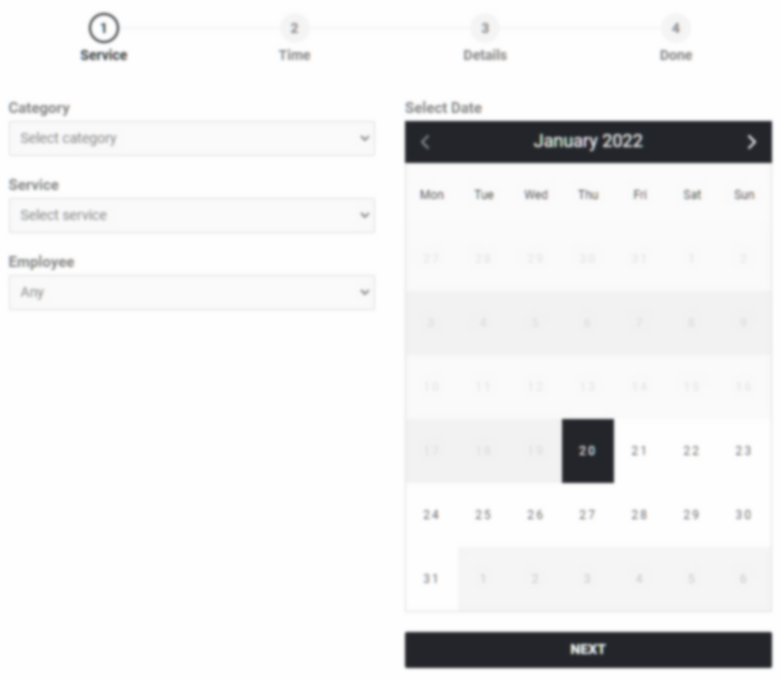 1 2 3 4
Service Time Details Done
Category
Select category
Service
Select service
Employee
Any
Select Date
January 2022
Mon Tue Wed Thu Fri Sat Sun
27 28 29 30 31 1 2
3 4 5 6 7 8 9
10 11 12 13 14 15 16
17 18 19 20 21 22 23
24 25 26 27 28 29 30
31 1 2 3 4 5 6
NEXT